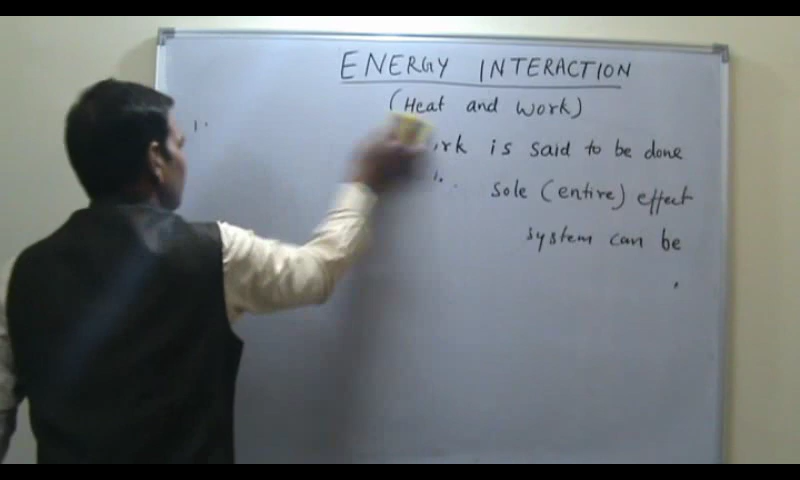 ENERGY INTERACTION
(Heat and Work)
is said to be done
sole (entire) effect
system can be